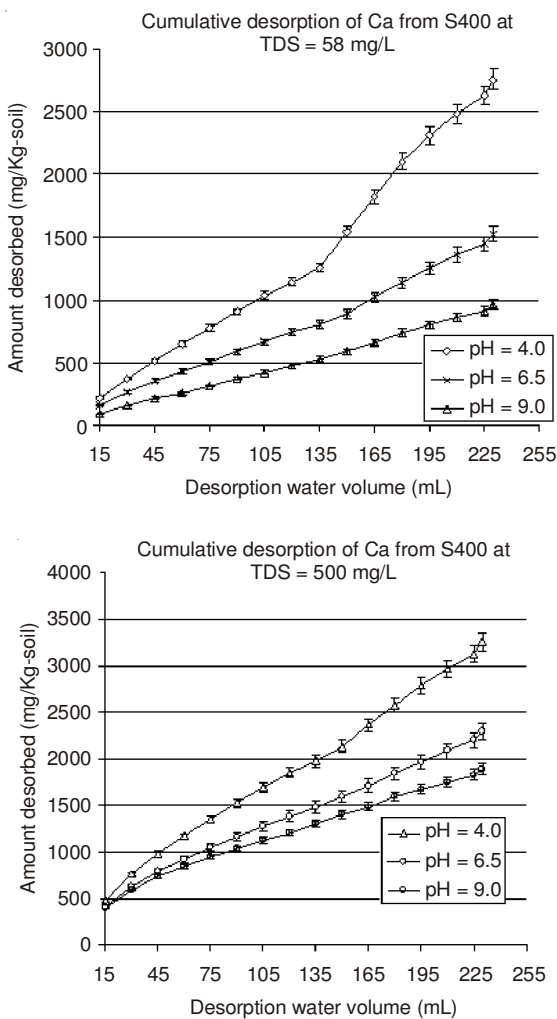 Cumulative desorption of Ca from S400 at
TDS = 58 mg/L
Amount desorbed (mg/Kg-soil)
3000
2500
2000
1500
1000
500
0
pH = 4.0
pH = 6.5
pH = 9.0
15 45 75 105 135 165 195 225 255
Desorption water volume (mL)
Cumulative desorption of Ca from S400 at
TDS = 500 mg/L
Amount desorbed (mg/Kg-soil)
4000
3500
3000
2500
2000
1500
1000
500
0
pH = 4.0
pH = 6.5
pH = 9.0
15 45 75 105 135 165 195 225 255
Desorption water volume (mL)